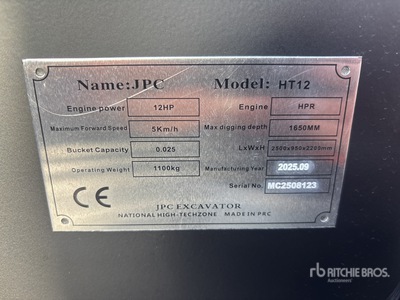 Name:JPC Model: HT12
Engine power 12HP Engine HPR
Maximum Forward Speed 5Km/h Max digging depth 1650MM
Bucket Capacity 0.025 LxWxH 2500x950x2200mm
Operating Weight 1100kg Manufacturing Year 2025.09
Serial No. MC2508123
CE
JPC EXCAVATOR
NATIONAL HIGH-TECHZONE MADE IN PRC
rb RITCHIE BROS.
Auctioneers